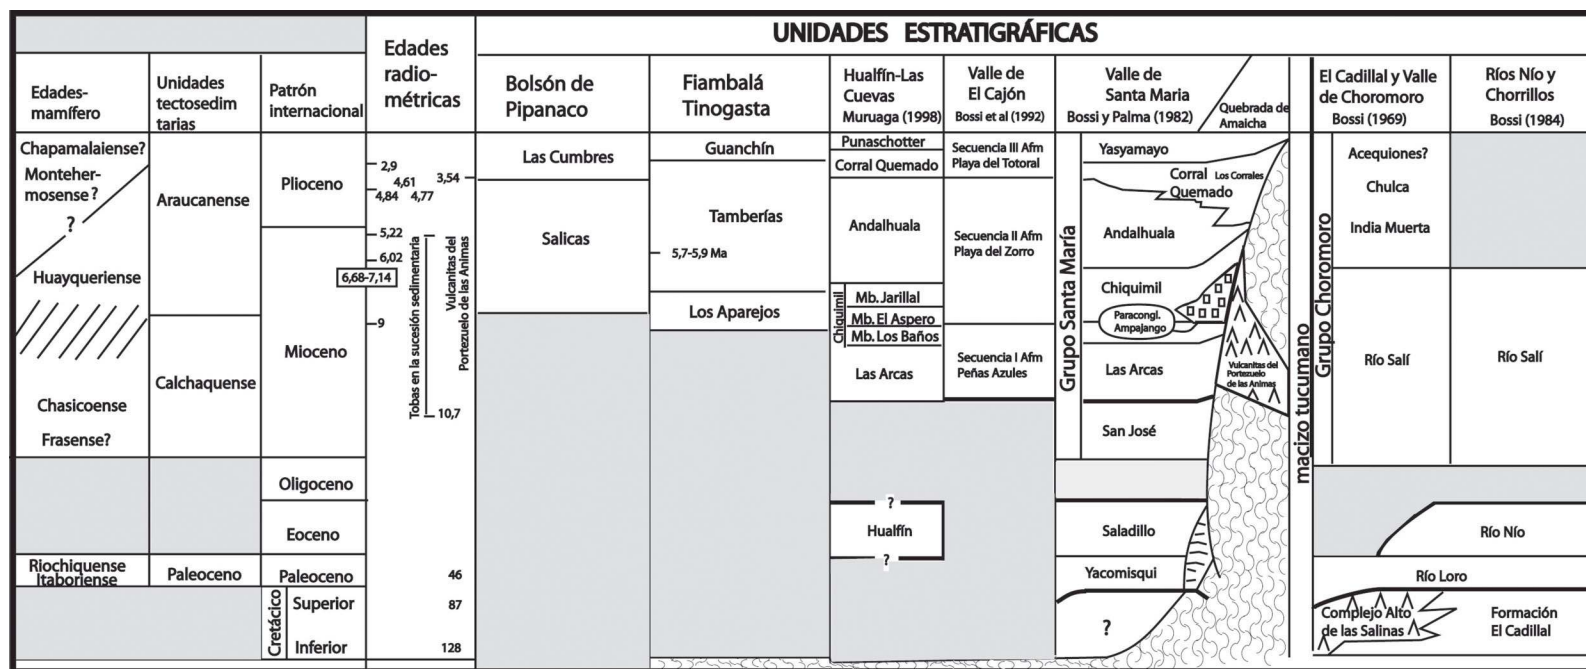 UNIDADES ESTRATIGRÁFICAS
Edades-
mamífero
Unidades
tectosedim
tarias
Patrón
internacional
Edades
radio-
métricas
Bolsón de
Pipanaco
Fiambalá
Tinogasta
Hualfín-Las
Cuevas
Muruaga (1998)
Valle de
El Cajón
Bossi et al (1992)
Valle de
Santa Maria
Bossi y Palma (1982)
Quebrada de
Amaicha
El Cadillal y Valle
de Choromoro
Bossi (1969)
Ríos Nío y
Chorrillos
Bossi (1984)
Chapamalaiense?
Montehermosense?
?
Huayqueriense
Chasicoense
Frasense?
Riochiquense
Itaboriense
Araucanense
Calchaquense
Paleoceno
Plioceno
Mioceno
Oligoceno
Eoceno
Paleoceno
Cretácico
Superior
Inferior
2,9
3,54
4,61
4,84
4,77
5,22
6,02
6,68-7,14
9
10,7
46
87
128
Tobas en la sucesión sedimentaria
Vulcanitas del
Portezuelo de las Animas
Las Cumbres
Salicas
Guanchín
Tamberías
5,7-5,9 Ma
Los Aparejos
Punaschotter
Corral Quemado
Andalhuala
Chiquimil
Mb. Jarillal
Mb. El Aspero
Mb. Los Baños
Las Arcas
?
Hualfín
?
Secuencia III Afm
Playa del Totoral
Secuencia II Afm
Playa del Zorro
Secuencia I Afm
Peñas Azules
Grupo Santa María
Yasyamayo
Corral
Quemado
Los Corrales
Andalhuala
Chiquimil
Paracongl.
Ampajango
Las Arcas
Vulcanitas del
Portezuelo
de las Animas
San José
Saladillo
Yacomisqui
?
macizo tucumano
Grupo Choromoro
Acequiones?
Chulca
India Muerta
Río Salí
Río Salí
Río Nío
Río Loro
Complejo Alto
de las Salinas
Formación
El Cadillal